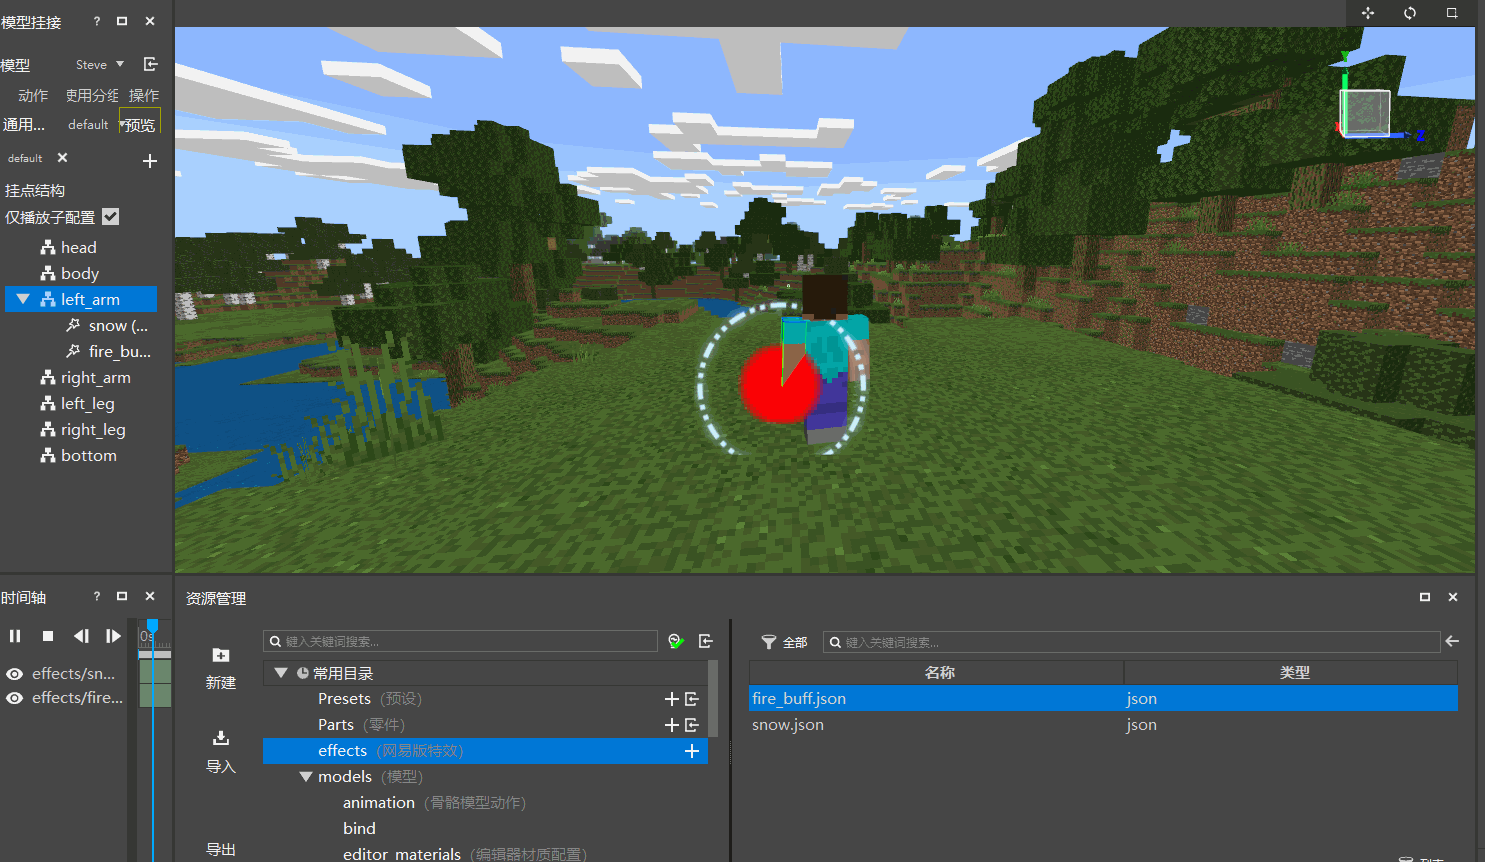 模型挂接 ?
模型 Steve
动作 使用分组 操作
通用... default 预览
default
挂点结构
仅播放子配置
head
body
left_arm
snow (...
fire_bu...
right_arm
left_leg
right_leg
bottom
时间轴 ?
0s
effects/sn...
effects/fire...
资源管理
新建
导入
导出
键入关键词搜索...
常用目录
Presets (预设)
Parts (零件)
effects (网易版特效)
models (模型)
animation (骨骼模型动作)
bind
editor_materials (编辑器材质配置)
全部 键入关键词搜索...
名称 类型
fire_buff.json json
snow.json json